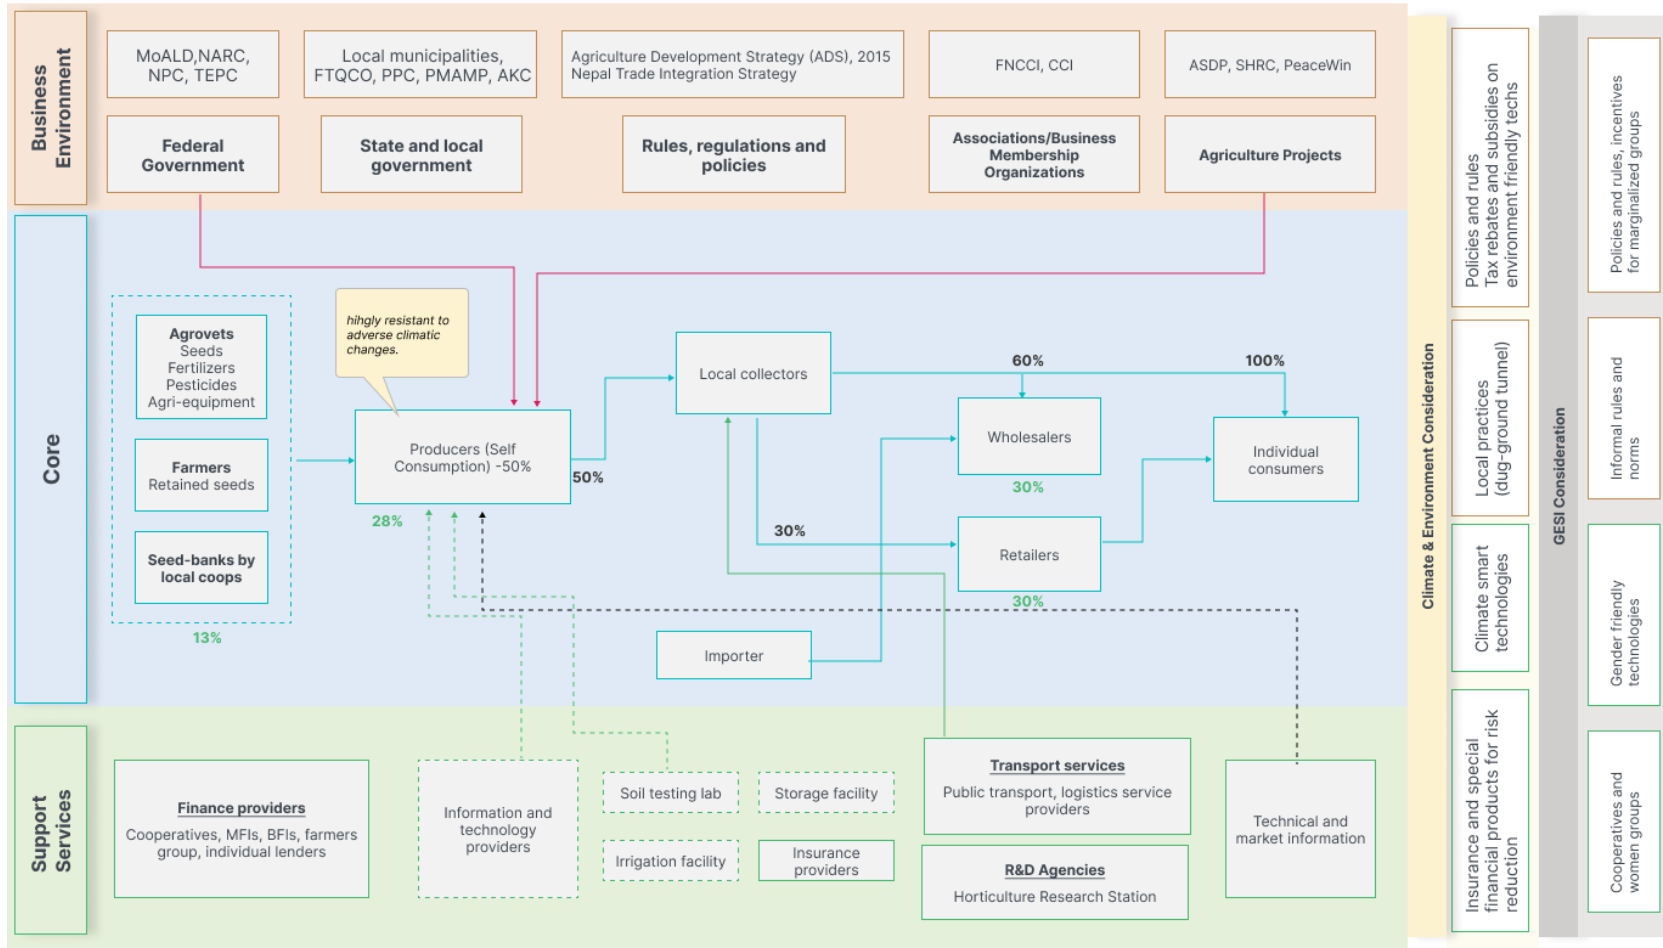 Business
Environment
MoALD,NARC,
NPC, TEPC
Local municipalities,
FTQCO, PPC, PMAMP, AKC
Agriculture Development Strategy (ADS), 2015
Nepal Trade Integration Strategy
FNCCI, CCI
ASDP, SHRC, PeaceWin
Federal
Government
State and local
government
Rules, regulations and
policies
Associations/Business
Membership
Organizations
Agriculture Projects
Core
Agrovets
Seeds
Fertilizers
Pesticides
Agri-equipment
Farmers
Retained seeds
Seed-banks by
local coops
13%
hihgly resistant to
adverse climatic
changes.
Producers (Self
Consumption) -50%
28%
50%
Local collectors
60%
100%
Wholesalers
30%
30%
Retailers
30%
Individual
consumers
Importer
Support
Services
Finance providers
Cooperatives, MFIs, BFIs, farmers
group, individual lenders
Information and
technology
providers
Soil testing lab
Storage facility
Irrigation facility
Insurance
providers
Transport services
Public transport, logistics service
providers
R&D Agencies
Horticulture Research Station
Technical and
market information
Climate & Environment Consideration
Policies and rules
Tax rebates and subsidies on
environment friendly techs
Local practices
(dug-ground tunnel)
Climate smart
technologies
Insurance and special
financial products for risk
reduction
GESI Consideration
Policies and rules, incentives
for marginalized groups
Informal rules and
norms
Gender friendly
technologies
Cooperatives and
women groups